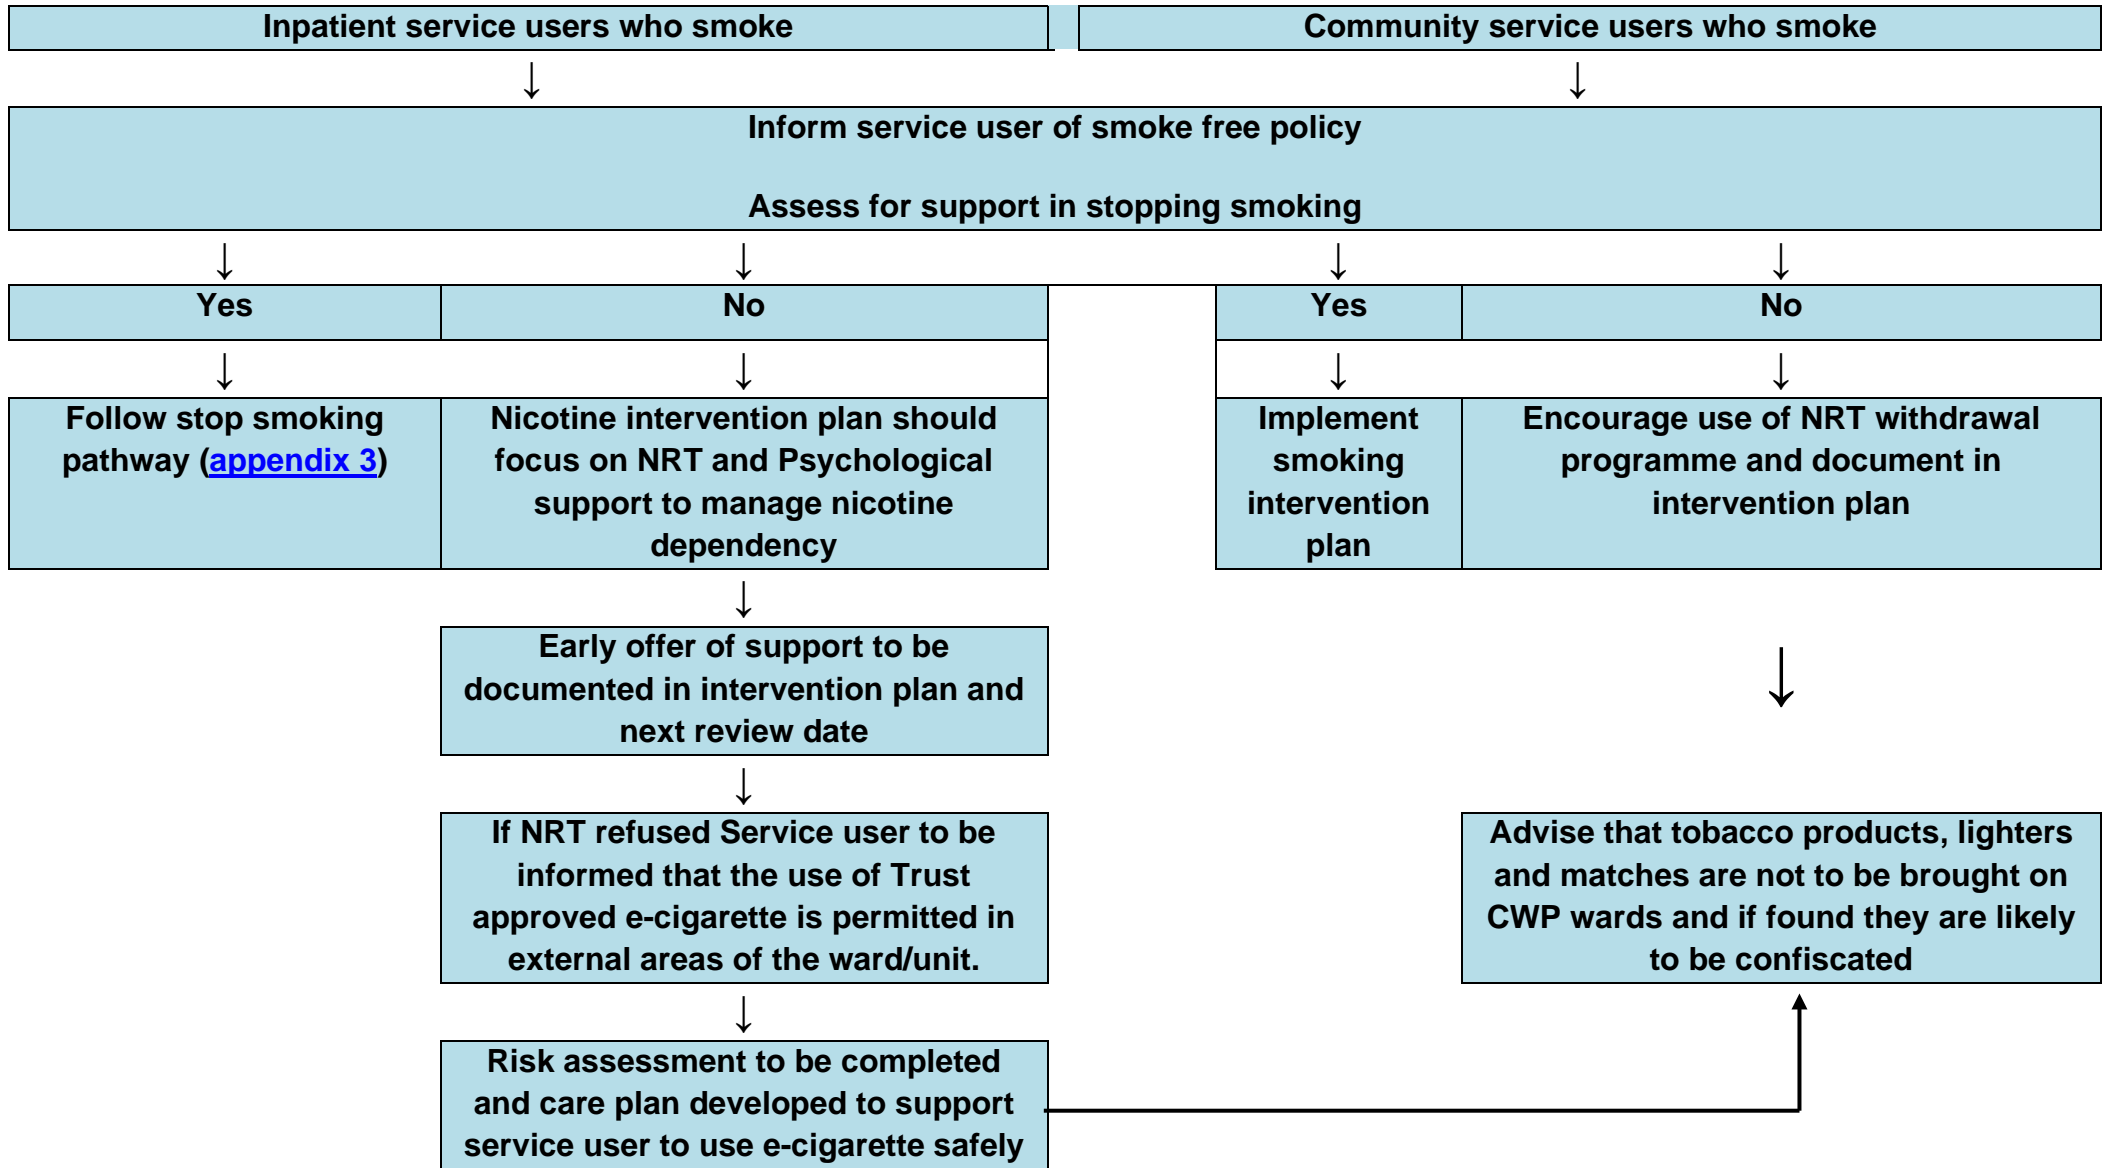 Inpatient service users who smoke
Community service users who smoke
Inform service user of smoke free policy
Assess for support in stopping smoking
Yes
No
Yes
No
Follow stop smoking
pathway (appendix 3)
Nicotine intervention plan should
focus on NRT and Psychological
support to manage nicotine
dependency
Implement
smoking
intervention
plan
Encourage use of NRT withdrawal
programme and document in
intervention plan
Early offer of support to be
documented in intervention plan and
next review date
If NRT refused Service user to be
informed that the use of Trust
approved e-cigarette is permitted in
external areas of the ward/unit.
Advise that tobacco products, lighters
and matches are not to be brought on
CWP wards and if found they are likely
to be confiscated
Risk assessment to be completed
and care plan developed to support
service user to use e-cigarette safely